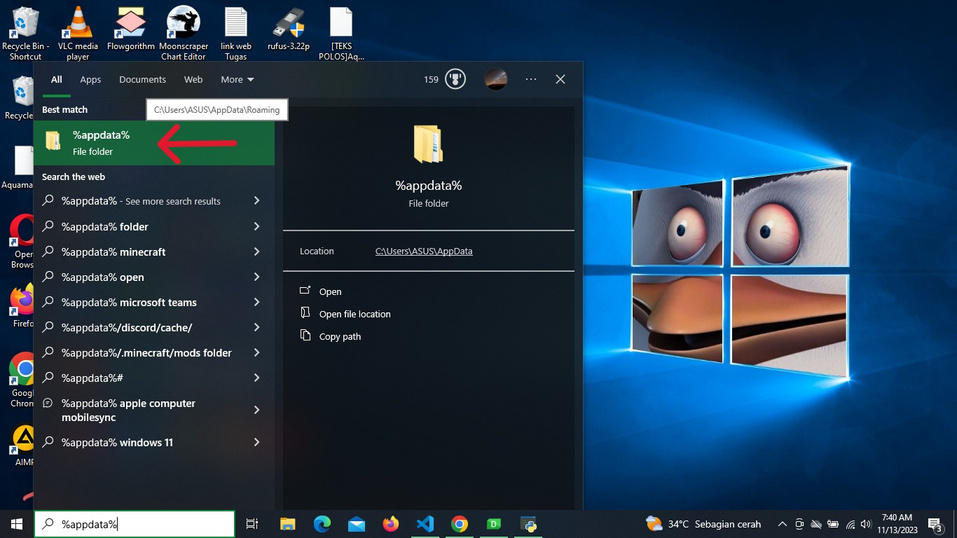 Recycle Bin -
Shortcut
VLC media
player
Flowgorithm
Moonscraper
Chart Editor
link web
Tugas
rufus-3.22p
[TEKS
POLOS]Aq...
Recycle
Aquama
Oper
Brows
Firefo
Googl
Chron
AIMP
All
Apps
Documents
Web
More
159
...
Best match
C:\Users\ASUS\AppData\Roaming
%appdata%
File folder
Search the web
%appdata% - See more search results
%appdata% folder
%appdata% minecraft
%appdata% open
%appdata% microsoft teams
%appdata%/discord/cache/
%appdata%/.minecraft/mods folder
%appdata%#
%appdata% apple computer
mobilesync
%appdata% windows 11
%appdata%
File folder
Location
C:\Users\ASUS\AppData
Open
Open file location
Copy path
%appdata%
34°C Sebagian cerah
7:40 AM
11/13/2023
3